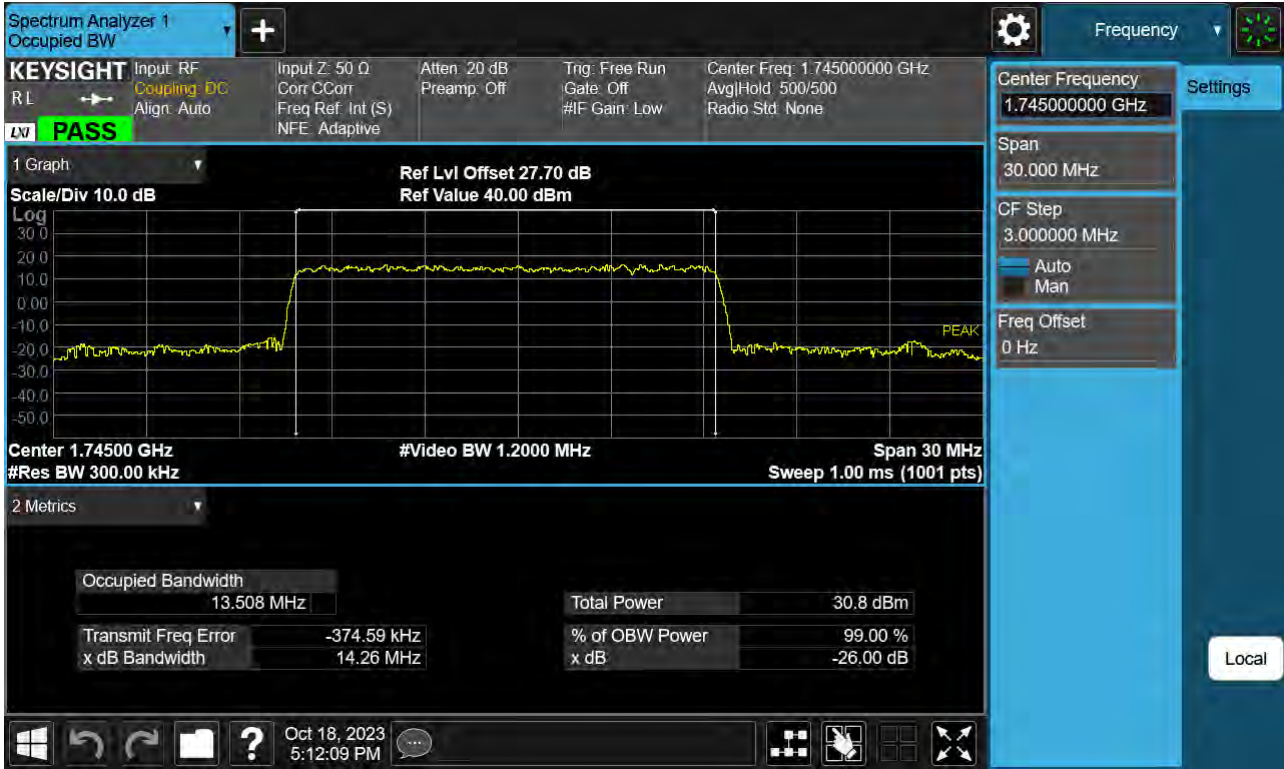 Spectrum Analyzer 1
Occupied BW
Frequency
KEYSIGHT
RL
LXI
PASS
Input: RF
Coupling: DC
Align: Auto
Input Z: 50 Ω
Corr CCorr
Freq Ref: Int (S)
NFE: Adaptive
Atten: 20 dB
Preamp: Off
Trig: Free Run
Gate: Off
#IF Gain: Low
Center Freq: 1.745000000 GHz
Avg|Hold: 500/500
Radio Std: None
1 Graph
Scale/Div 10.0 dB
Ref Lvl Offset 27.70 dB
Ref Value 40.00 dBm
Log
30.0
20.0
10.0
0.00
-10.0
-20.0
-30.0
-40.0
-50.0
PEAK
Center 1.74500 GHz
#Video BW 1.2000 MHz
Span 30 MHz
#Res BW 300.00 kHz
Sweep 1.00 ms (1001 pts)
2 Metrics
Occupied Bandwidth
13.508 MHz
Total Power 30.8 dBm
Transmit Freq Error -374.59 kHz
% of OBW Power 99.00 %
x dB Bandwidth 14.26 MHz
x dB -26.00 dB
Center Frequency
1.745000000 GHz
Settings
Span
30.000 MHz
CF Step
3.000000 MHz
Auto
Man
Freq Offset
0 Hz
Local
?
Oct 18, 2023
5:12:09 PM